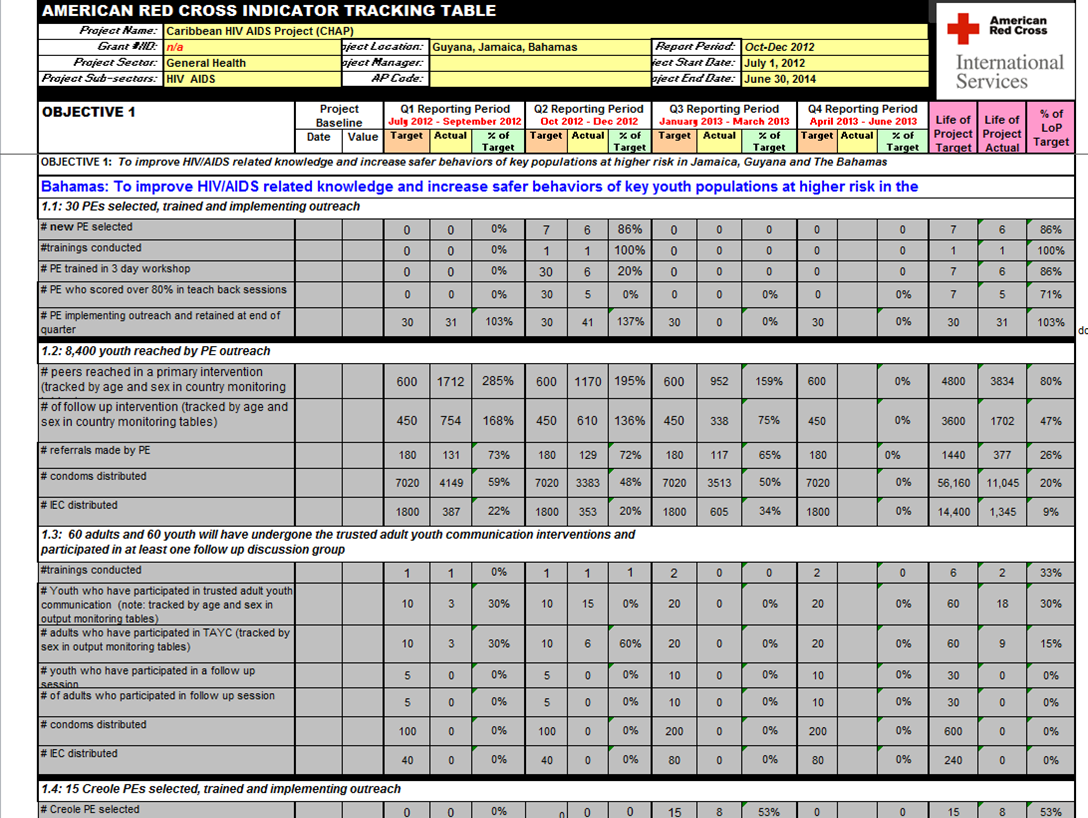 AMERICAN RED CROSS INDICATOR TRACKING TABLE
American
Red Cross
International
Services
Project Name: Caribbean HIV AIDS Project (CHAP)
Grant #/ID: n/a oject Location: Guyana, Jamaica, Bahamas Report Period: Oct-Dec 2012
Project Sector: General Health oject Manager: ject Start Date: July 1, 2012
Project Sub-sectors: HIV AIDS AP Code: oject End Date: June 30, 2014
OBJECTIVE 1 Project Baseline Q1 Reporting Period Q2 Reporting Period Q3 Reporting Period Q4 Reporting Period Life of Project Target Life of Project Actual % of LoP Target
July 2012 - September 2012 Oct 2012 - Dec 2012 January 2013 - March 2013 April 2013 - June 2013
Date Value Target Actual % of Target Target Actual % of Target Target Actual % of Target Target Actual % of Target
OBJECTIVE 1: To improve HIV/AIDS related knowledge and increase safer behaviors of key populations at higher risk in Jamaica, Guyana and The Bahamas
Bahamas: To improve HIV/AIDS related knowledge and increase safer behaviors of key youth populations at higher risk in the
1.1: 30 PEs selected, trained and implementing outreach
# new PE selected 0 0 0% 7 6 86% 0 0 0 0 0 7 6 86%
#trainings conducted 0 0 0% 1 1 100% 0 0 0 0 0 1 1 100%
# PE trained in 3 day workshop 0 0 0% 30 6 20% 0 0 0 0 0 7 6 86%
# PE who scored over 80% in teach back sessions 0 0 0% 30 5 0% 0 0 0% 0 0% 7 5 71%
# PE implementing outreach and retained at end of
quarter 30 31 103% 30 41 137% 30 0 0% 30 0% 30 31 103%
do
1.2: 8,400 youth reached by PE outreach
# peers reached in a primary intervention
(tracked by age and sex in country monitoring 600 1712 285% 600 1170 195% 600 952 159% 600 0% 4800 3834 80%
# of follow up intervention (tracked by age and
sex in country monitoring tables) 450 754 168% 450 610 136% 450 338 75% 450 0% 3600 1702 47%
# referrals made by PE 180 131 73% 180 129 72% 180 117 65% 180 0% 1440 377 26%
# condoms distributed 7020 4149 59% 7020 3383 48% 7020 3513 50% 7020 0% 56,160 11,045 20%
# IEC distributed 1800 387 22% 1800 353 20% 1800 605 34% 1800 0% 14,400 1,345 9%
1.3: 60 adults and 60 youth will have undergone the trusted adult youth communication interventions and
participated in at least one follow up discussion group
#trainings conducted 1 1 0% 1 1 1 2 0 0 2 0 6 2 33%
# Youth who have participated in trusted adult youth
communication (note: tracked by age and sex in 10 3 30% 10 15 0% 20 0 0% 20 0% 60 18 30%
output monitoring tables)
# adults who have participated in TAYC (tracked by
sex in output monitoring tables) 10 3 30% 10 6 60% 20 0 0% 20 0% 60 9 15%
# youth who have participated in a follow up
session 5 0 0% 5 0 0% 10 0 0% 10 0% 30 0 0%
# of adults who participated in follow up session 5 0 0% 5 0 0% 10 0 0% 10 0% 30 0 0%
# condoms distributed 100 0 0% 100 0 0% 200 0 0% 200 0% 600 0 0%
# IEC distributed 40 0 0% 40 0 0% 80 0 0% 80 0% 240 0 0%
1.4: 15 Creole PEs selected, trained and implementing outreach
# Creole PE selected 0 0 0% 0 0 0 15 8 53% 0 0 15 8 53%